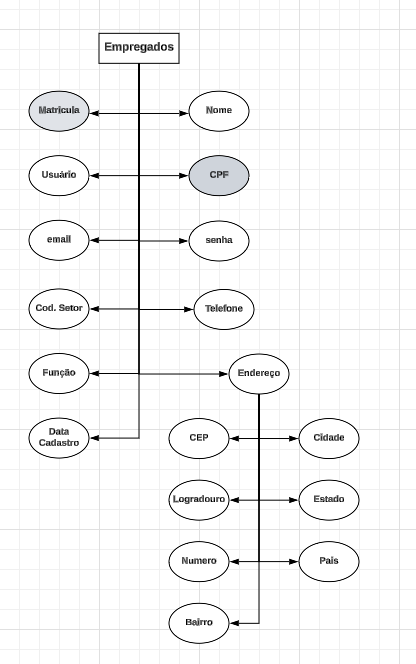 Empregados
Matricula
Nome
Usuário
CPF
email
senha
Cod. Setor
Telefone
Função
Endereço
Data
Cadastro
CEP
Cidade
Logradouro
Estado
Numero
Pais
Bairro